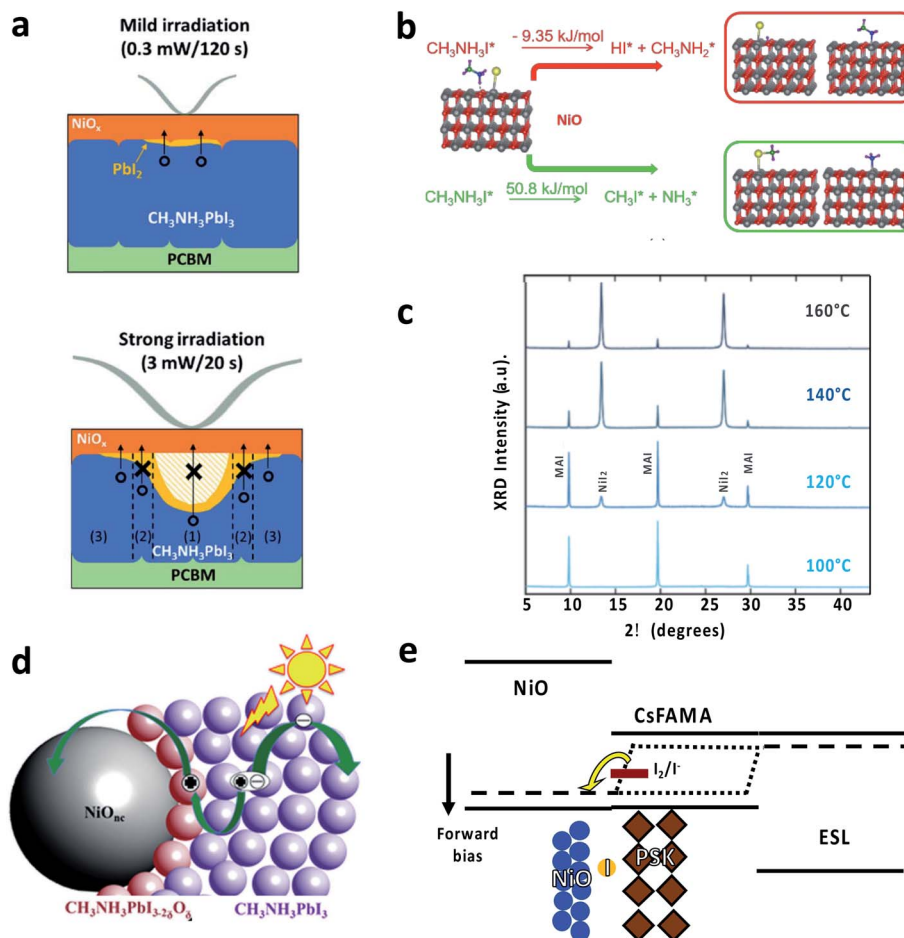 a
Mild irradiation
(0.3 mW/120 s)
NiOx
PbI2
CH3NH3PbI3
PCBM
Strong irradiation
(3 mW/20 s)
NiOx
(3) (2) (1) (2) (3)
CH3NH3PbI3
PCBM
b
CH3NH3I* - 9.35 kJ/mol HI* + CH3NH2*
NiO
CH3NH3I* 50.8 kJ/mol CH3I* + NH3*
c
XRD Intensity (a.u).
160°C
140°C
MAI NiI2 MAI NiI2 MAI
120°C
100°C
5 10 15 20 25 30 35 40
2! (degrees)
d
NiOnc
CH3NH3PbI3-2δOδ CH3NH3PbI3
e
NiO
CsFAMA
I2/I-
Forward
bias
NiO I PSK
ESL